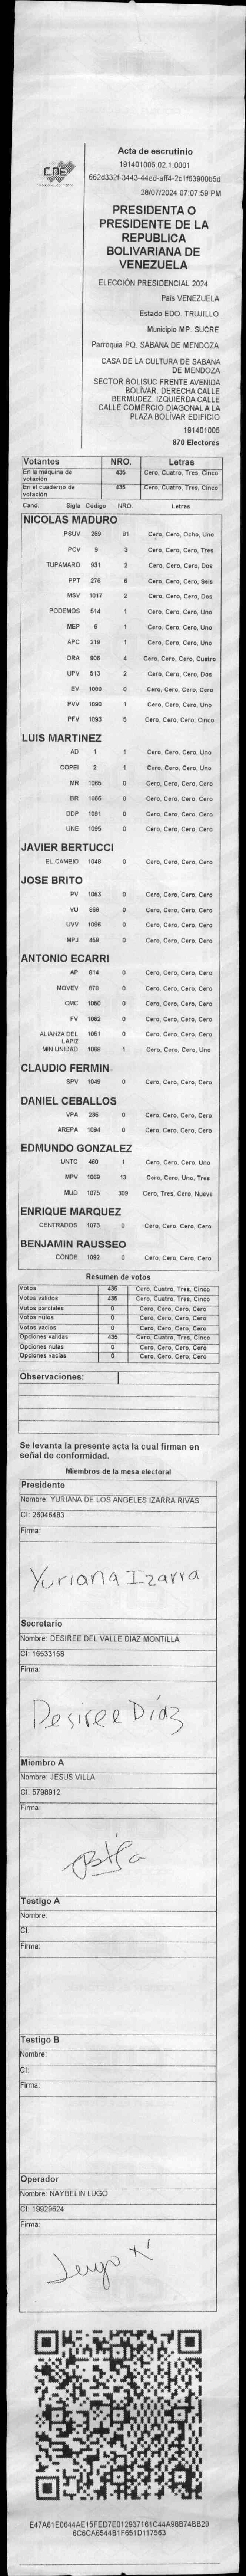 CNE
Acta de escrutinio
191401005.02.1.0001
662d332f-3443-44ed-aff4-2c1f63900b5d
28/07/2024 07:07:59 PM
PRESIDENTA O
PRESIDENTE DE LA
REPUBLICA
BOLIVARIANA DE
VENEZUELA
ELECCIÓN PRESIDENCIAL 2024
Pais VENEZUELA
Estado EDO. TRUJILLO
Municipio MP. SUCRE
Parroquia PQ. SABANA DE MENDOZA
CASA DE LA CULTURA DE SABANA
DE MENDOZA
SECTOR BOLISUC FRENTE AVENIDA
BOLÍVAR. DERECHA CALLE
BERMUDEZ. IZQUIERDA CALLE
CALLE COMERCIO DIAGONAL A LA
PLAZA BOLÍVAR EDIFICIO
191401005
870 Electores
Votantes NRO. Letras
En la maquina de votación 435 Cero, Cuatro, Tres, Cinco
En el cuaderno de votación 435 Cero, Cuatro, Tres, Cinco
Cand. Sigla Código NRO. Letras
NICOLAS MADURO
PSUV 269 81 Cero, Cero, Ocho, Uno
PCV 9 3 Cero, Cero, Cero, Tres
TUPAMARO 931 2 Cero, Cero, Cero, Dos
PPT 276 6 Cero, Cero, Cero, Seis
MSV 1017 2 Cero, Cero, Cero, Dos
PODEMOS 514 1 Cero, Cero, Cero, Uno
MEP 6 1 Cero, Cero, Cero, Uno
APC 219 1 Cero, Cero, Cero, Uno
ORA 906 4 Cero, Cero, Cero, Cuatro
UPV 513 2 Cero, Cero, Cero, Dos
EV 1089 0 Cero, Cero, Cero, Cero
PVV 1090 1 Cero, Cero, Cero, Uno
PFV 1093 5 Cero, Cero, Cero, Cinco
LUIS MARTINEZ
AD 1 1 Cero, Cero, Cero, Uno
COPEI 2 1 Cero, Cero, Cero, Uno
MR 1065 0 Cero, Cero, Cero, Cero
BR 1066 0 Cero, Cero, Cero, Cero
DDP 1091 0 Cero, Cero, Cero, Cero
UNE 1095 0 Cero, Cero, Cero, Cero
JAVIER BERTUCCI
EL CAMBIO 1048 0 Cero, Cero, Cero, Cero
JOSE BRITO
PV 1053 0 Cero, Cero, Cero, Cero
VU 869 0 Cero, Cero, Cero, Cero
UVV 1096 0 Cero, Cero, Cero, Cero
MPJ 458 0 Cero, Cero, Cero, Cero
ANTONIO ECARRI
AP 814 0 Cero, Cero, Cero, Cero
MOVEV 978 0 Cero, Cero, Cero, Cero
CMC 1050 0 Cero, Cero, Cero, Cero
FV 1062 0 Cero, Cero, Cero, Cero
ALIANZA DEL LAPIZ 1051 0 Cero, Cero, Cero, Cero
MIN UNIDAD 1068 1 Cero, Cero, Cero, Uno
CLAUDIO FERMIN
SPV 1049 0 Cero, Cero, Cero, Cero
DANIEL CEBALLOS
VPA 236 0 Cero, Cero, Cero, Cero
AREPA 1094 0 Cero, Cero, Cero, Cero
EDMUNDO GONZALEZ
UNTC 460 1 Cero, Cero, Cero, Uno
MPV 1069 13 Cero, Cero, Uno, Tres
MUD 1075 309 Cero, Tres, Cero, Nueve
ENRIQUE MARQUEZ
CENTRADOS 1073 0 Cero, Cero, Cero, Cero
BENJAMIN RAUSSEO
CONDE 1092 0 Cero, Cero, Cero, Cero
Resumen de votos
Votos 435 Cero, Cuatro, Tres, Cinco
Votos validos 435 Cero, Cuatro, Tres, Cinco
Votos parciales 0 Cero, Cero, Cero, Cero
Votos nulos 0 Cero, Cero, Cero, Cero
Votos vacios 0 Cero, Cero, Cero, Cero
Opciones validas 435 Cero, Cuatro, Tres, Cinco
Opciones nulas 0 Cero, Cero, Cero, Cero
Opciones vacias 0 Cero, Cero, Cero, Cero
Observaciones:
Se levanta la presente acta la cual firman en
señal de conformidad.
Miembros de la mesa electoral
Presidente
Nombre: YURIANA DE LOS ANGELES IZARRA RIVAS
CI: 26046483
Firma:
Yuriana Izarra
Secretario
Nombre: DESIREE DEL VALLE DIAZ MONTILLA
CI: 16533158
Firma:
Desiree Díaz
Miembro A
Nombre: JESUS VILLA
CI: 5798912
Firma:
Testigo A
Nombre:
CI:
Firma:
Testigo B
Nombre:
CI:
Firma:
Operador
Nombre: NAYBELIN LUGO
CI: 19929624
Firma:
E47A61E0644AE15FED7E012937161C44A98B74BB29
6C6CA6544B1F651D117563